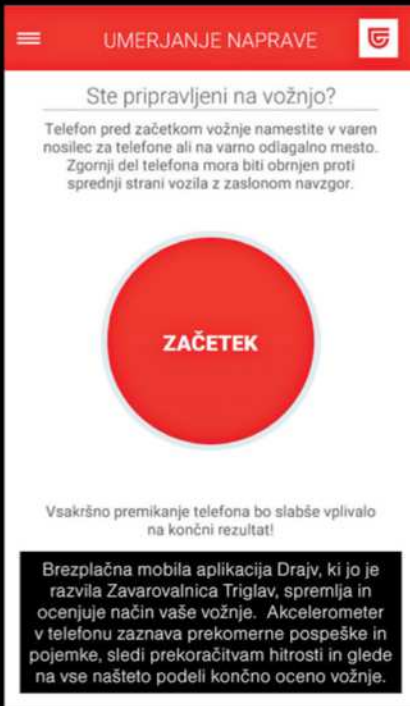 UMERJANJE NAPRAVE
Ste pripravljeni na vožnjo?
Telefon pred začetkom vožnje namestite v varen
nosilec za telefone ali na varno odlagalno mesto.
Zgornji del telefona mora biti obrnjen proti
sprednji strani vozila z zaslonom navzgor.
ZAČETEK
Vsakršno premikanje telefona bo slabše vplivalo
na končni rezultat!
Brezplačna mobila aplikacija Drajv, ki jo je
razvila Zavarovalnica Triglav, spremlja in
ocenjuje način vaše vožnje. Akcelerometer
v telefonu zaznava prekomerne pospeške in
pojemke, sledi prekoračitvam hitrosti in glede
na vse našteto podeli končno oceno vožnje.